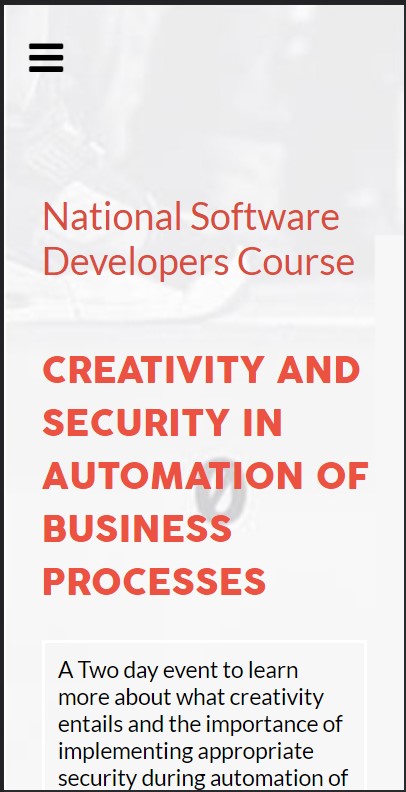 National Software
Developers Course
CREATIVITY AND
SECURITY IN
AUTOMATION OF
BUSINESS
PROCESSES
A Two day event to learn
more about what creativity
entails and the importance of
implementing appropriate
security during automation of